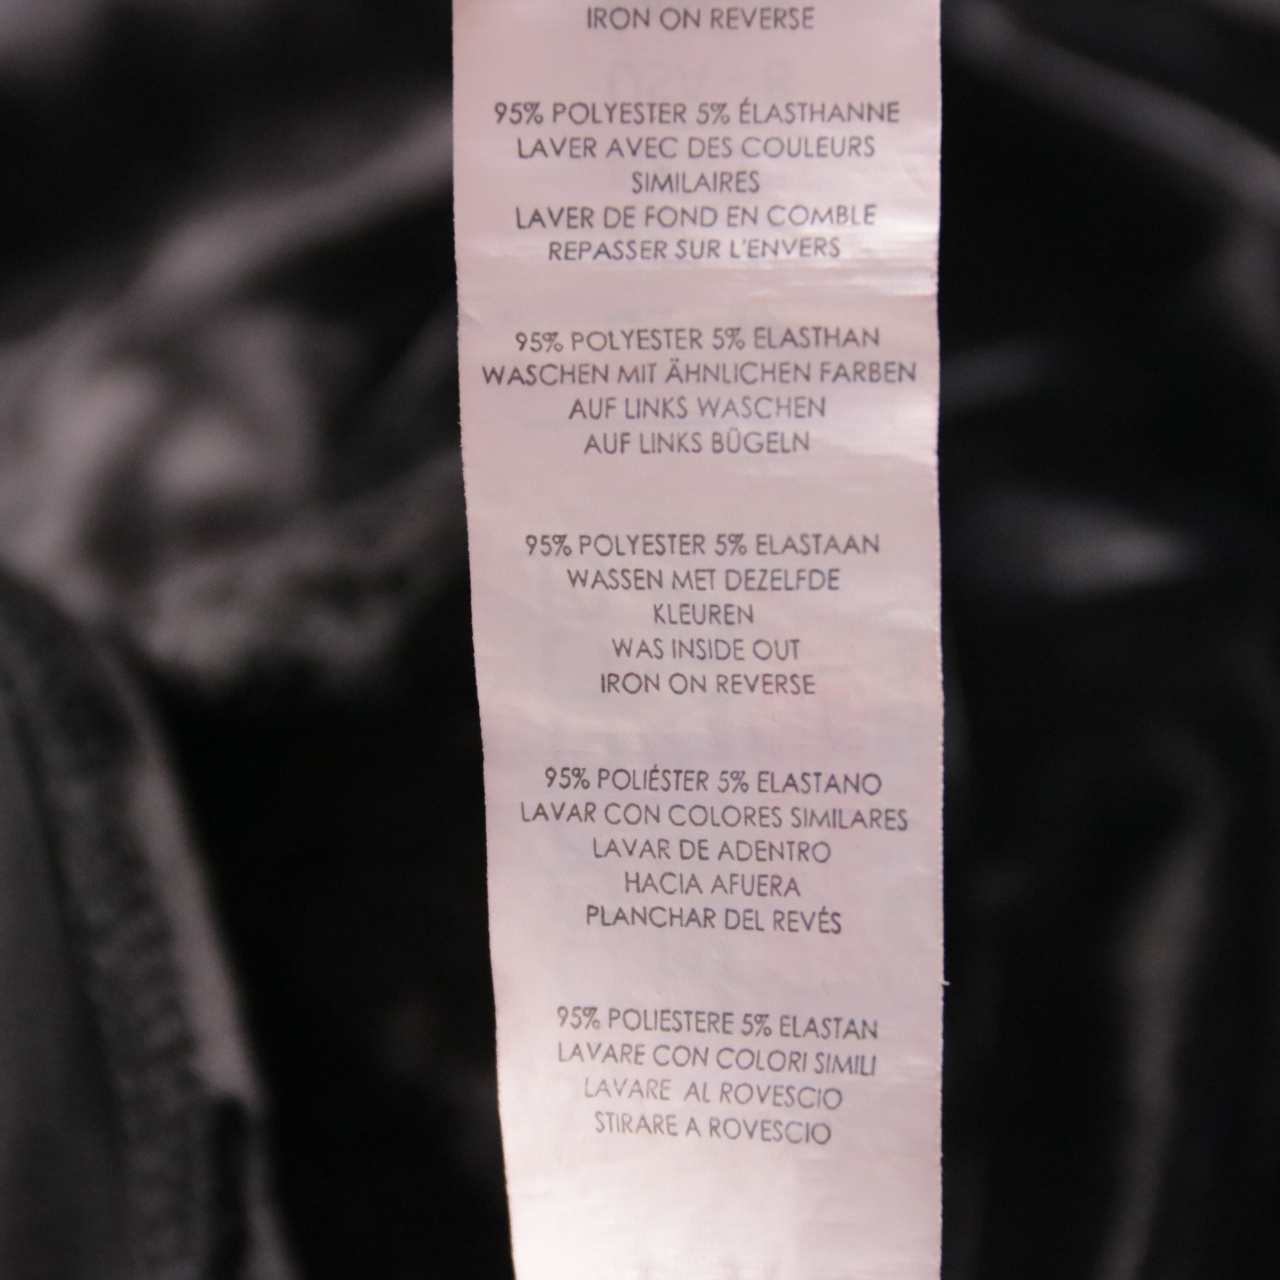 IRON ON REVERSE
95% POLYESTER 5% ÉLASTHANNE
LAVER AVEC DES COULEURS
SIMILAIRES
LAVER DE FOND EN COMBLE
REPASSER SUR L'ENVERS
95% POLYESTER 5% ELASTHAN
WASCHEN MIT ÄHNLICHEN FARBEN
AUF LINKS WASCHEN
AUF LINKS BÜGELN
95% POLYESTER 5% ELASTAAN
WASSEN MET DEZELFDE
KLEUREN
WAS INSIDE OUT
IRON ON REVERSE
95% POLIÉSTER 5% ELASTANO
LAVAR CON COLORES SIMILARES
LAVAR DE ADENTRO
HACIA AFUERA
PLANCHAR DEL REVÉS
95% POLIESTERE 5% ELASTAN
LAVARE CON COLORI SIMILI
LAVARE AL ROVESCIO
STIRARE A ROVESCIO